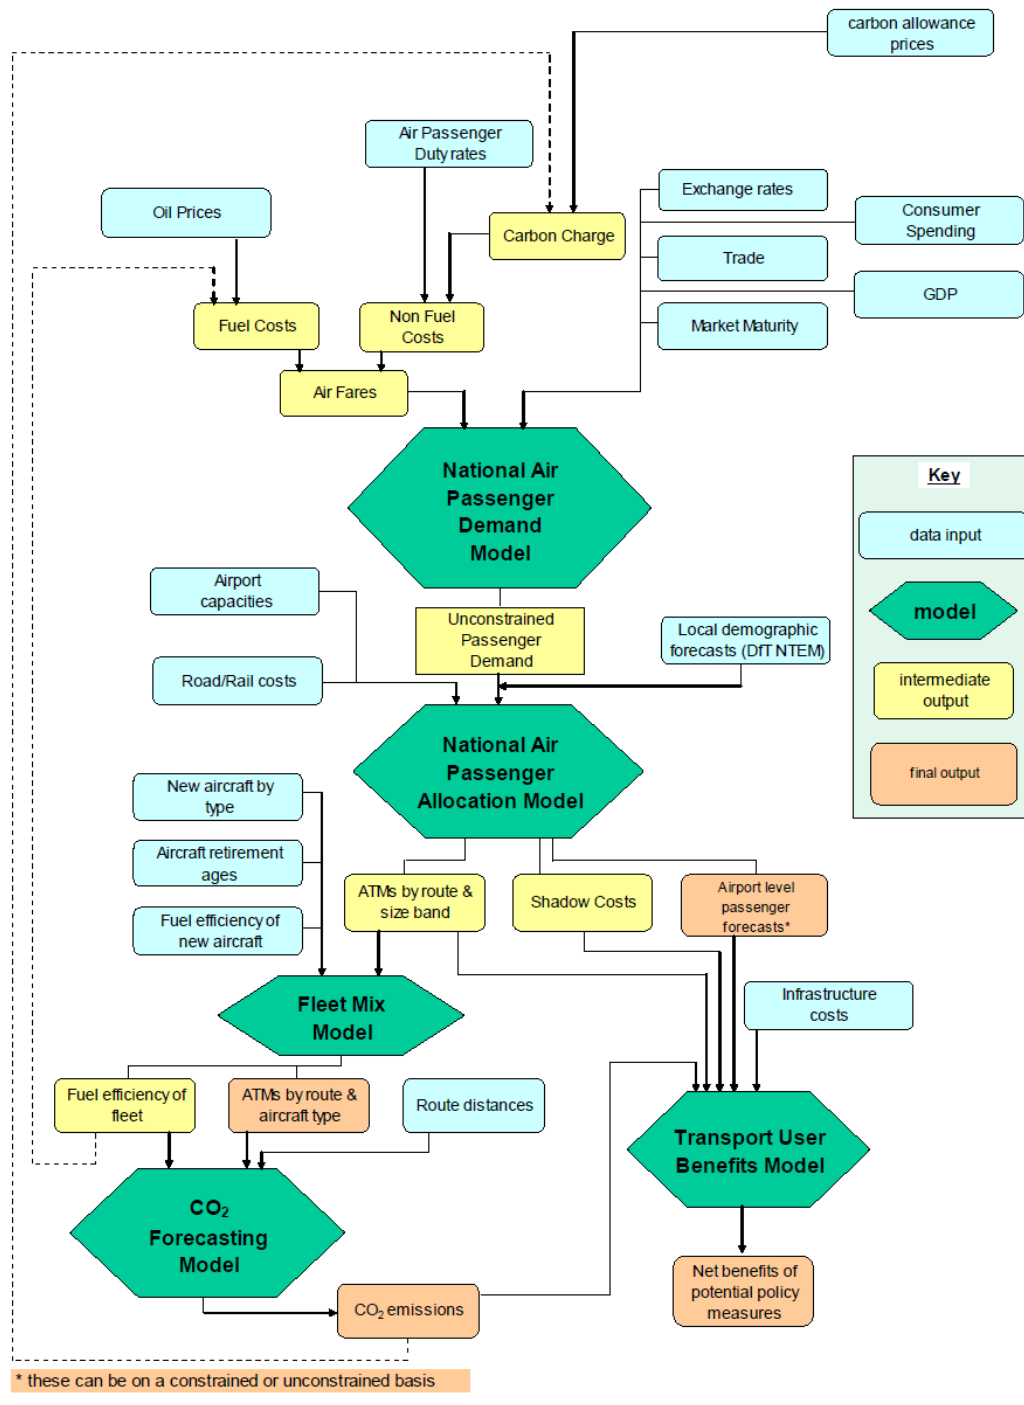 carbon allowance
prices
Air Passenger
Duty rates
Exchange rates
Oil Prices
Consumer
Spending
Carbon Charge
Trade
GDP
Fuel Costs
Non Fuel
Costs
Market Maturity
Air Fares
National Air
Passenger
Demand
Model
Key
data input
model
intermediate
output
final output
Airport
capacities
Unconstrained
Passenger
Demand
Local demographic
forecasts (DfT NTEM)
Road/Rail costs
National Air
Passenger
Allocation Model
New aircraft by
type
Aircraft retirement
ages
Fuel efficiency of
new aircraft
ATMs by route &
size band
Shadow Costs
Airport level
passenger
forecasts*
Fleet Mix
Model
Infrastructure
costs
Fuel efficiency of
fleet
ATMs by route &
aircraft type
Route distances
Transport User
Benefits Model
CO₂
Forecasting
Model
CO₂ emissions
Net benefits of
potential policy
measures
* these can be on a constrained or unconstrained basis